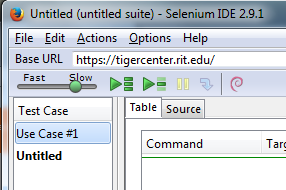 Untitled (untitled suite) - Selenium IDE 2.9.1
File Edit Actions Options Help
Base URL https://tigercenter.rit.edu/
Fast Slow
Test Case
Use Case #1
Untitled
Table Source
Command